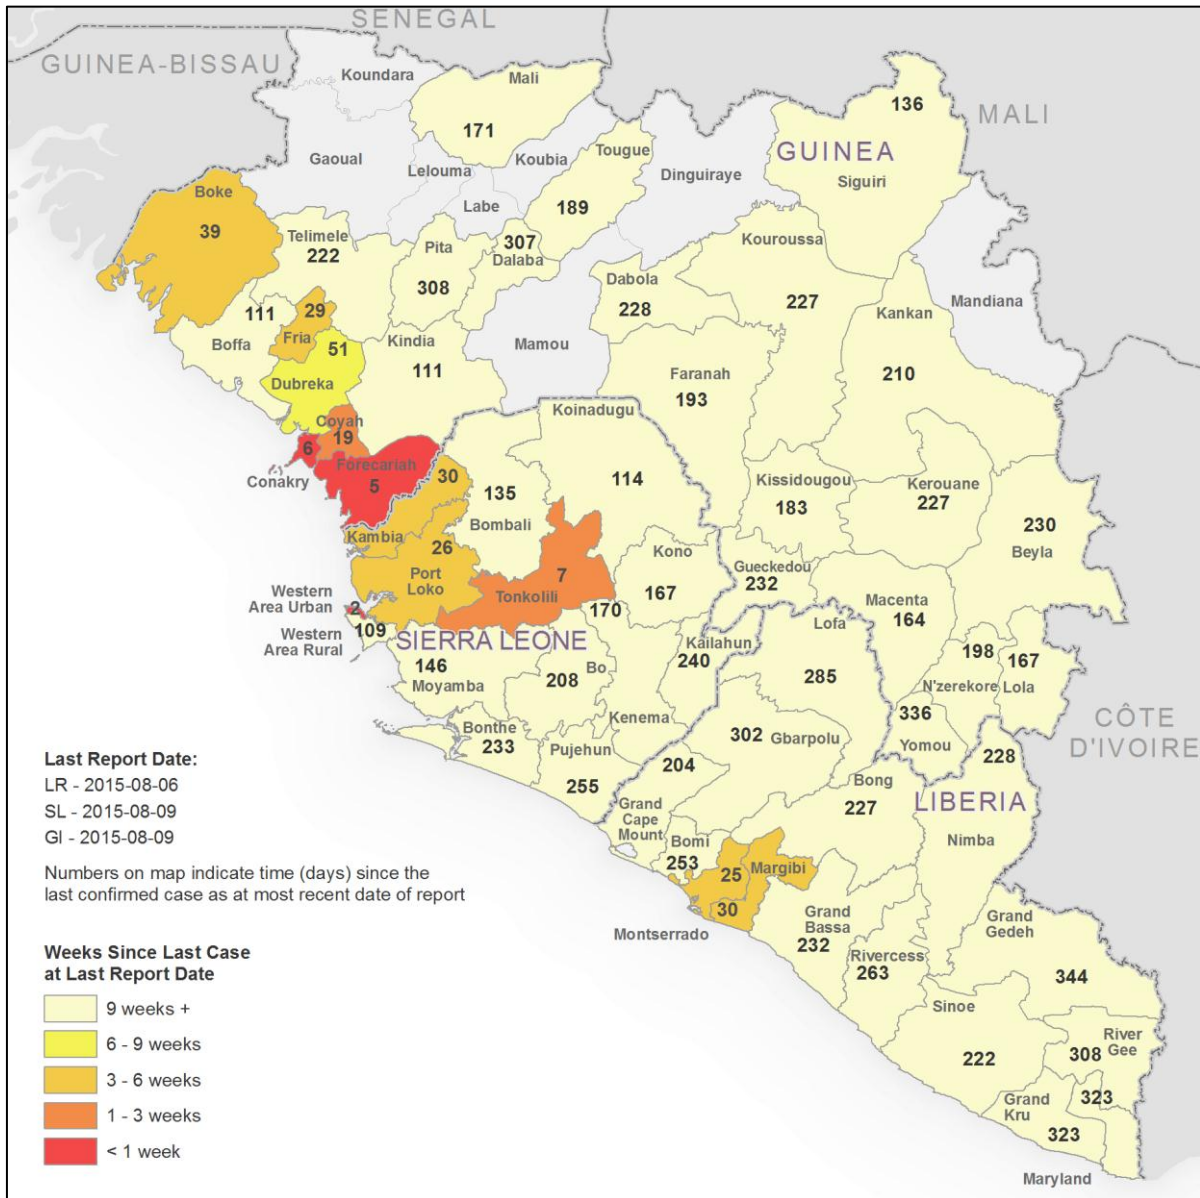 SENEGAL
GUINEA-BISSAU
Koundara
Mali
136
MALI
171
Gaoual
Lelouma
Koubia
Tougue
Dinguiraye
GUINEA
Siguiri
Boke
39
Labe
189
Telimele
222
Pita
307
Dalaba
Kouroussa
308
Dabola
228
227
Mandiana
Kankan
111
29
Boffa
Fria
51
Kindia
111
Mamou
Dubreka
Faranah
193
210
Coyah
19
Koinadugu
6
Conakry
Forecariah
5
30
135
Bombali
114
Kissidougou
183
Kerouane
227
230
Beyla
Kambia
26
Port
Loko
7
Tonkolili
Kono
167
Gueckedou
232
Western
Area Urban
2
170
Macenta
164
Western
Area Rural
109
SIERRA LEONE
Kailahun
240
Lofa
285
198
N'zerekore
167
Lola
146
Moyamba
208
Bo
Bonthe
233
Kenema
302
Gbarpolu
336
Yomou
CÔTE
D'IVOIRE
Pujehun
255
204
228
Bong
227
LIBERIA
Nimba
Grand
Cape
Mount
Bomi
253
25
Margibi
30
Montserrado
Grand
Bassa
232
Rivercess
263
Grand
Gedeh
344
Sinoe
222
River
Gee
308
Grand
Kru
323
323
Maryland
Last Report Date:
LR - 2015-08-06
SL - 2015-08-09
GI - 2015-08-09
Numbers on map indicate time (days) since the
last confirmed case as at most recent date of report
Weeks Since Last Case
at Last Report Date
9 weeks +
6 - 9 weeks
3 - 6 weeks
1 - 3 weeks
< 1 week